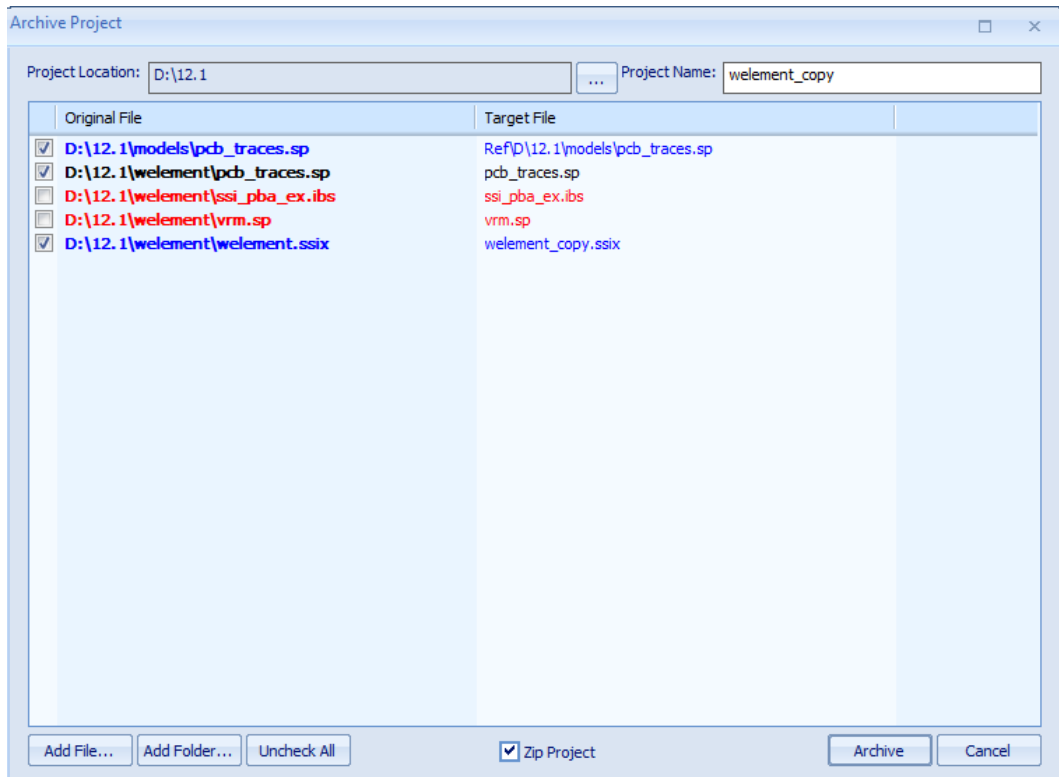 Archive Project
Project Location: D:\12.1 ... Project Name: welement_copy
Original File Target File
D:\12.1\models\pcb_traces.sp Ref\D\12.1\models\pcb_traces.sp
D:\12.1\welement\pcb_traces.sp pcb_traces.sp
D:\12.1\welement\ssi_pba_ex.ibs ssi_pba_ex.ibs
D:\12.1\welement\vrm.sp vrm.sp
D:\12.1\welement\welement.ssix welement_copy.ssix
Add File... Add Folder... Uncheck All Zip Project Archive Cancel